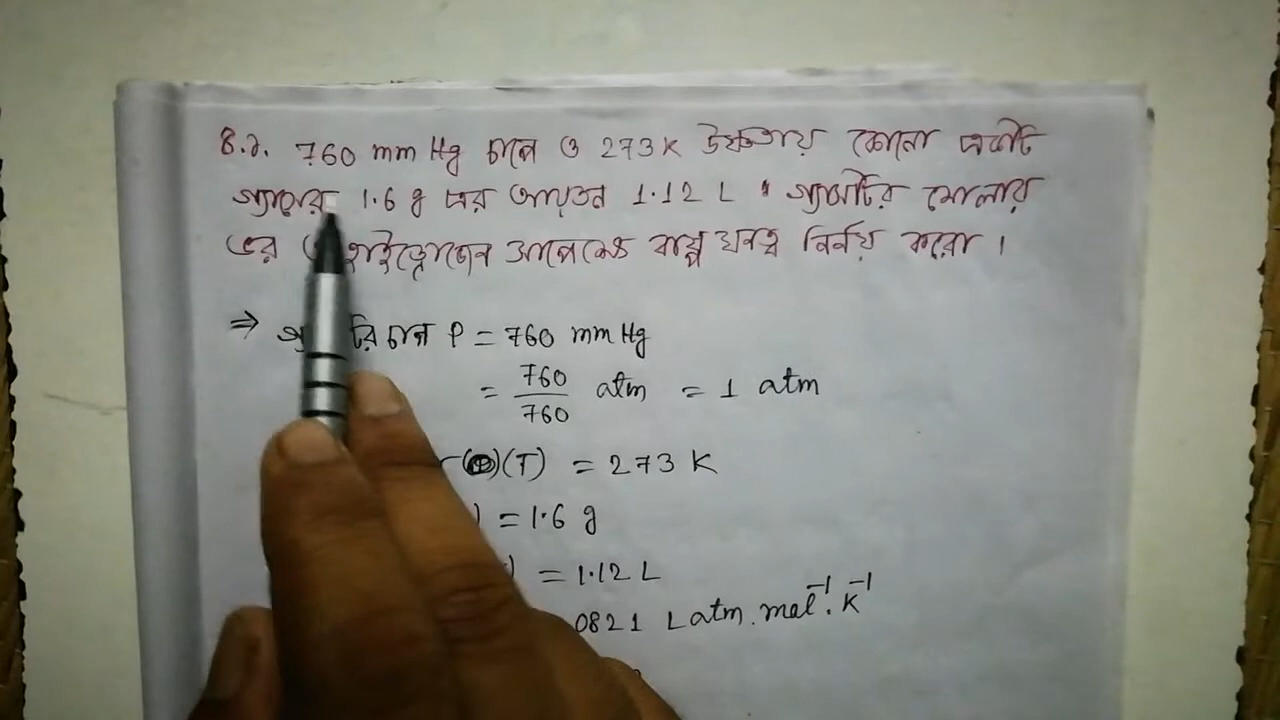 8.2. 760 mm Hg চাপে ও 273K উষ্ণতায় কোনো একটি
গ্যাসের 1.6 g এর আয়তন 1.12 L । গ্যাসটির মোলার
ভর হাইড্রোজেন সাপেক্ষে বাষ্প ঘনত্ব নির্ণয় করো ।
⇒ চাপ P = 760 mm Hg
= 760/760 atm = 1 atm
(T) = 273 K
) = 1.6 g
) = 1.12 L
0821 L atm. mol⁻¹. K⁻¹